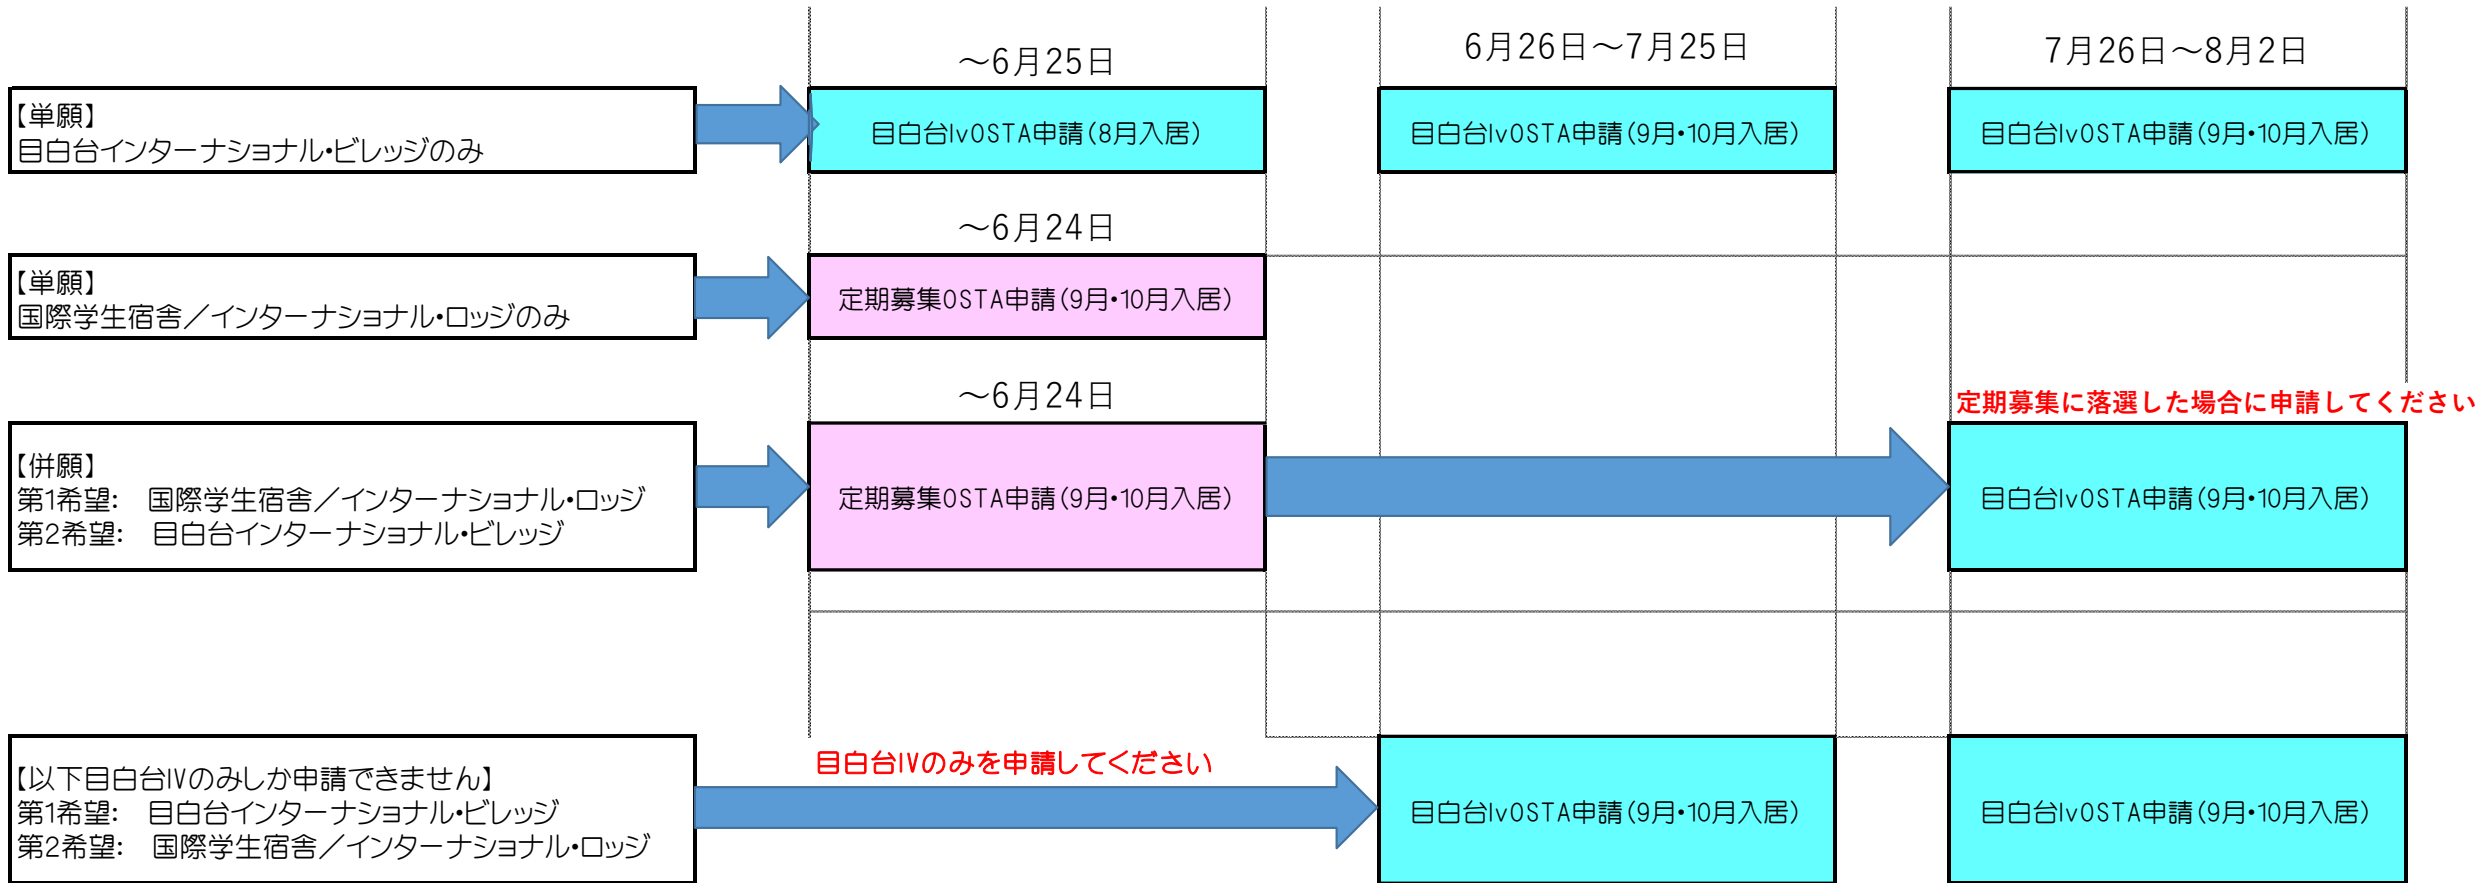 ～6月25日
6月26日～7月25日
7月26日～8月2日
【単願】
目白台インターナショナル・ビレッジのみ
目白台IvOSTA申請(8月入居)
目白台IvOSTA申請(9月・10月入居)
目白台IvOSTA申請(9月・10月入居)
～6月24日
【単願】
国際学生宿舎／インターナショナル・ロッジのみ
定期募集OSTA申請(9月・10月入居)
～6月24日
定期募集に落選した場合に申請してください
【併願】
第1希望:　国際学生宿舎／インターナショナル・ロッジ
第2希望:　目白台インターナショナル・ビレッジ
定期募集OSTA申請(9月・10月入居)
目白台IvOSTA申請(9月・10月入居)
目白台IVのみを申請してください
【以下目白台IVのみしか申請できません】
第1希望:　目白台インターナショナル・ビレッジ
第2希望:　国際学生宿舎／インターナショナル・ロッジ
目白台IvOSTA申請(9月・10月入居)
目白台IvOSTA申請(9月・10月入居)